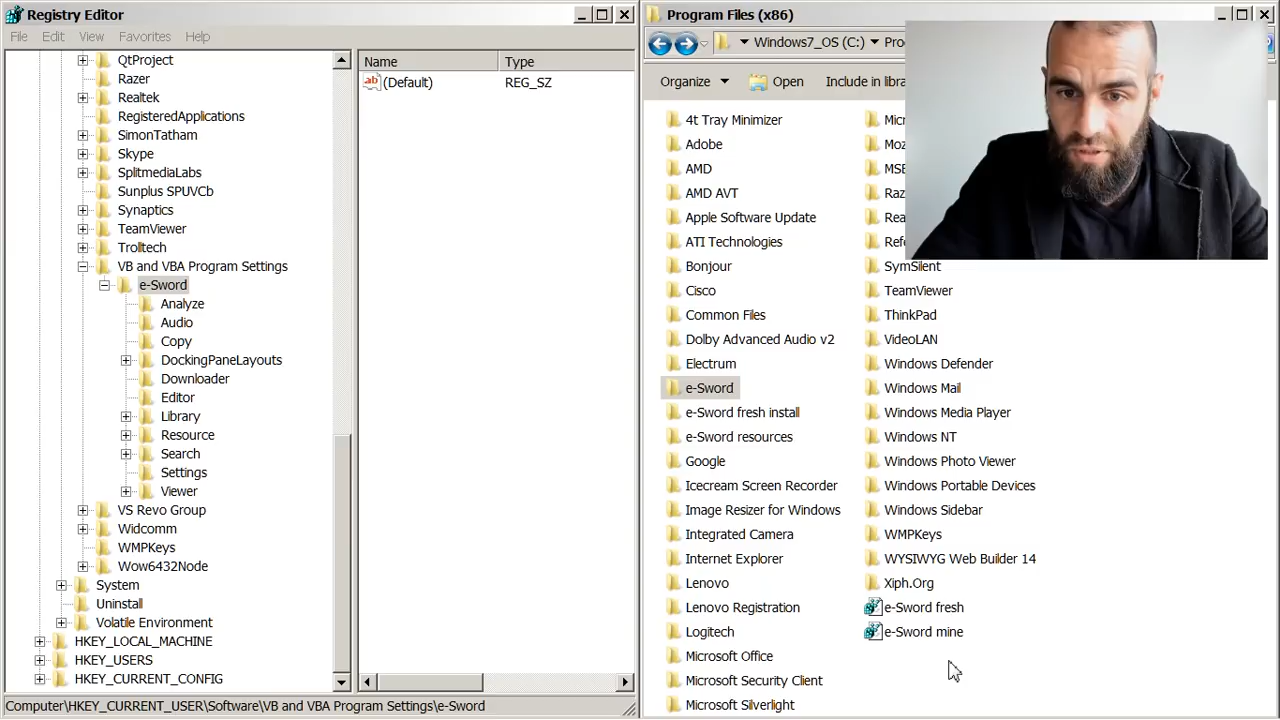 Registry Editor
File Edit View Favorites Help
QtProject
Razer
Realtek
RegisteredApplications
SimonTatham
Skype
SplitmediaLabs
Sunplus SPUVCb
Synaptics
TeamViewer
Trolltech
VB and VBA Program Settings
e-Sword
Analyze
Audio
Copy
DockingPaneLayouts
Downloader
Editor
Library
Resource
Search
Settings
Viewer
VS Revo Group
Widcomm
WMPKeys
Wow6432Node
System
Uninstall
Volatile Environment
HKEY_LOCAL_MACHINE
HKEY_USERS
HKEY_CURRENT_CONFIG
Name Type
ab (Default) REG_SZ
Computer\HKEY_CURRENT_USER\Software\VB and VBA Program Settings\e-Sword
Program Files (x86)
Windows7_OS (C:)
Organize Open
4t Tray Minimizer
Adobe
AMD
AMD AVT
Apple Software Update
ATI Technologies
Bonjour
Cisco
Common Files
Dolby Advanced Audio v2
Electrum
e-Sword
e-Sword fresh install
e-Sword resources
Google
Icecream Screen Recorder
Image Resizer for Windows
Integrated Camera
Internet Explorer
Lenovo
Lenovo Registration
Logitech
Microsoft Office
Microsoft Security Client
Microsoft Silverlight
SymSilent
TeamViewer
ThinkPad
VideoLAN
Windows Defender
Windows Mail
Windows Media Player
Windows NT
Windows Photo Viewer
Windows Portable Devices
Windows Sidebar
WMPKeys
WYSIWYG Web Builder 14
Xiph.Org
e-Sword fresh
e-Sword mine